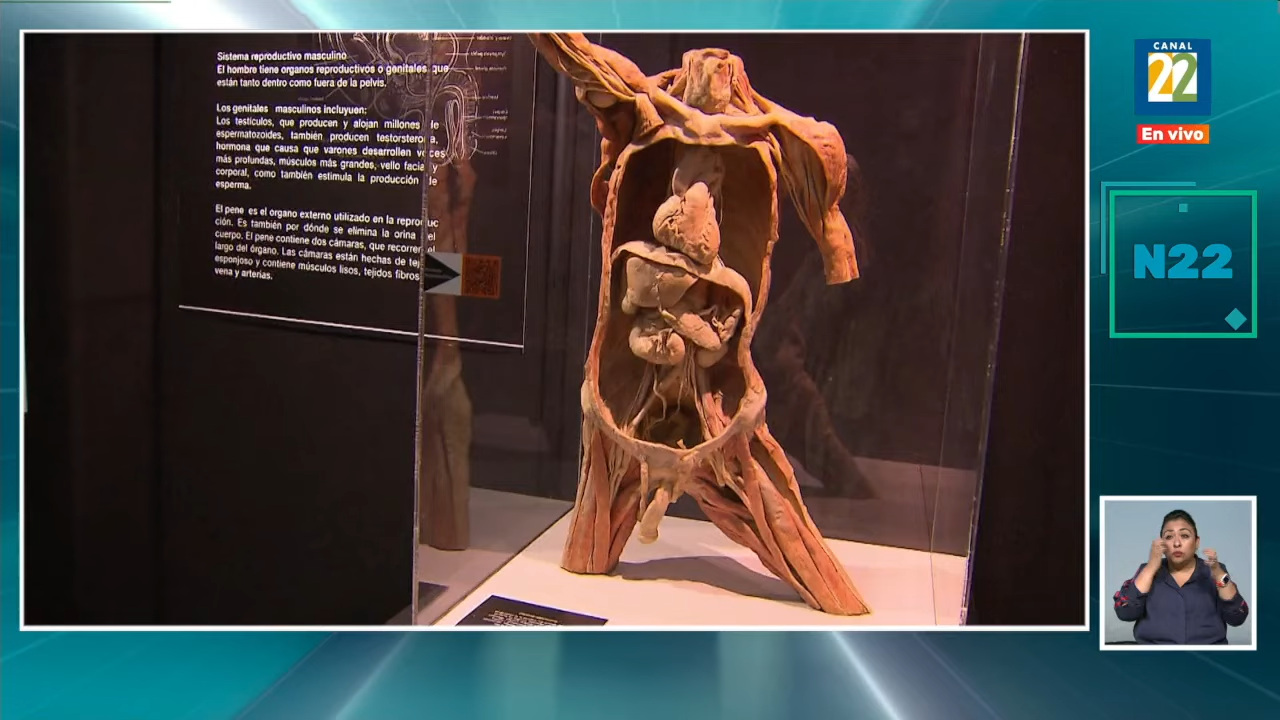 Sistema reproductivo masculino
El hombre tiene organos reproductivos o genitales que
están tanto dentro como fuera de la pelvis.
Los genitales masculinos incluyen:
Los testículos, que producen y alojan millones de
espermatozoides, también producen testosterona,
hormona que causa que varones desarrollen voces
más profundas, músculos más grandes, vello facial y
corporal, como también estimula la producción de
esperma.
El pene es el organo externo utilizado en la reproduc
ción. Es también por dónde se elimina la orina del
cuerpo. El pene contiene dos cámaras, que recorren el
largo del órgano. Las cámaras están hechas de
esponjoso y contiene músculos lisos, tejidos
vena y arterias.
CANAL
22
En vivo
N22